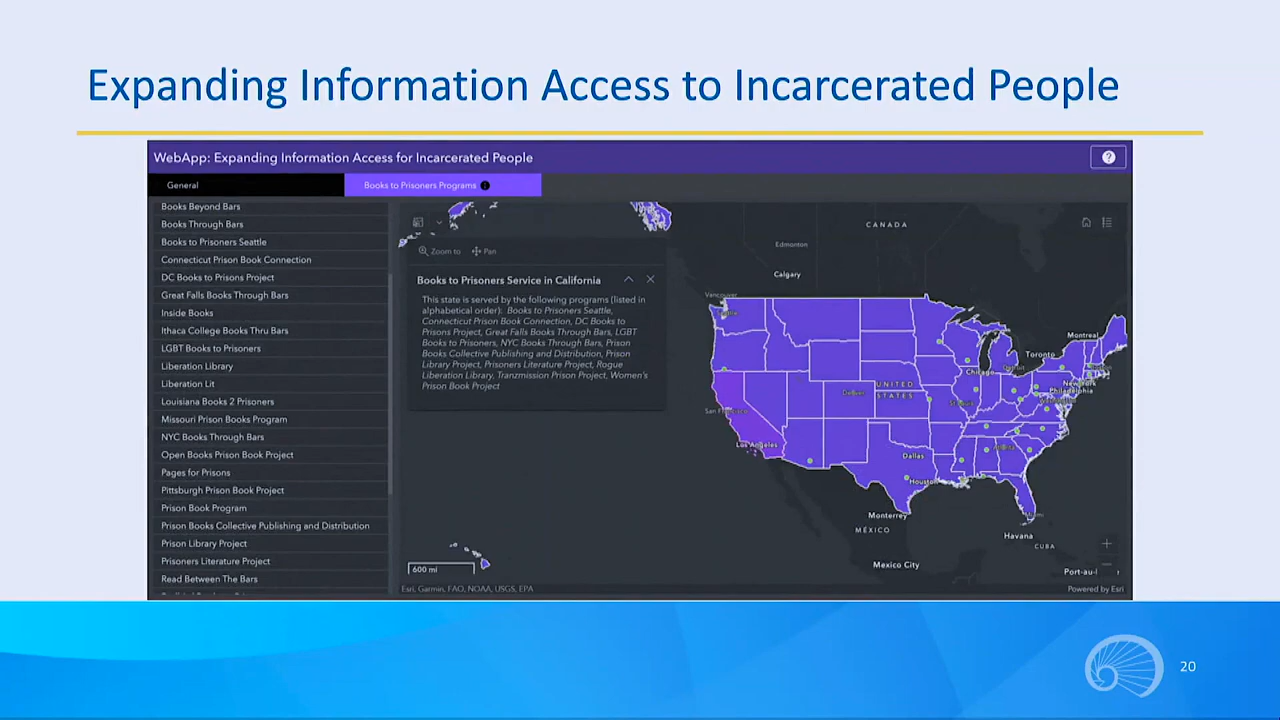 Expanding Information Access to Incarcerated People
WebApp: Expanding Information Access for Incarcerated People
?
General
Books to Prisoners Programs
Books Beyond Bars
Books Through Bars
Books to Prisoners Seattle
Connecticut Prison Book Connection
DC Books to Prisons Project
Great Falls Books Through Bars
Inside Books
Ithaca College Books Thru Bars
LGBT Books to Prisoners
Liberation Library
Liberation Lit
Louisiana Books 2 Prisoners
Missouri Prison Books Program
NYC Books Through Bars
Open Books Prison Book Project
Pages for Prisons
Pittsburgh Prison Book Project
Prison Book Program
Prison Books Collective Publishing and Distribution
Prison Library Project
Prisoners Literature Project
Read Between The Bars
Zoom to
Pan
Books to Prisoners Service in California
This state is served by the following programs (listed in
alphabetical order): Books to Prisoners Seattle,
Connecticut Prison Book Connection, DC Books to
Prisons Project, Great Falls Books Through Bars, LGBT
Books to Prisoners, NYC Books Through Bars, Prison
Books Collective Publishing and Distribution, Prison
Library Project, Prisoners Literature Project, Rogue
Liberation Library, Tranzmission Prison Project, Women's
Prison Book Project
CANADA
Edmonton
Calgary
Vancouver
Seattle
Montreal
Toronto
Chicago
Detroit
Boston
New York
Philadelphia
Washington
UNITED
STATES
Denver
St Louis
San Francisco
Los Angeles
Atlanta
Dallas
Houston
Miami
Monterrey
MÉXICO
Havana
CUBA
Mexico City
Port-au-
600 mi
Esri, Garmin, FAO, NOAA, USGS, EPA
Powered by Esri
20